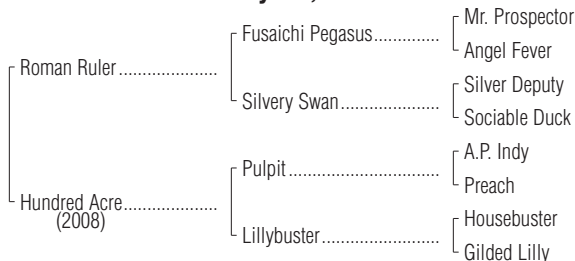 Mr. Prospector
Fusaichi Pegasus
Angel Fever
Roman Ruler
Silver Deputy
Silvery Swan
Sociable Duck
A.P. Indy
Pulpit
Preach
Hundred Acre
(2008)
Housebuster
Lillybuster
Gilded Lilly